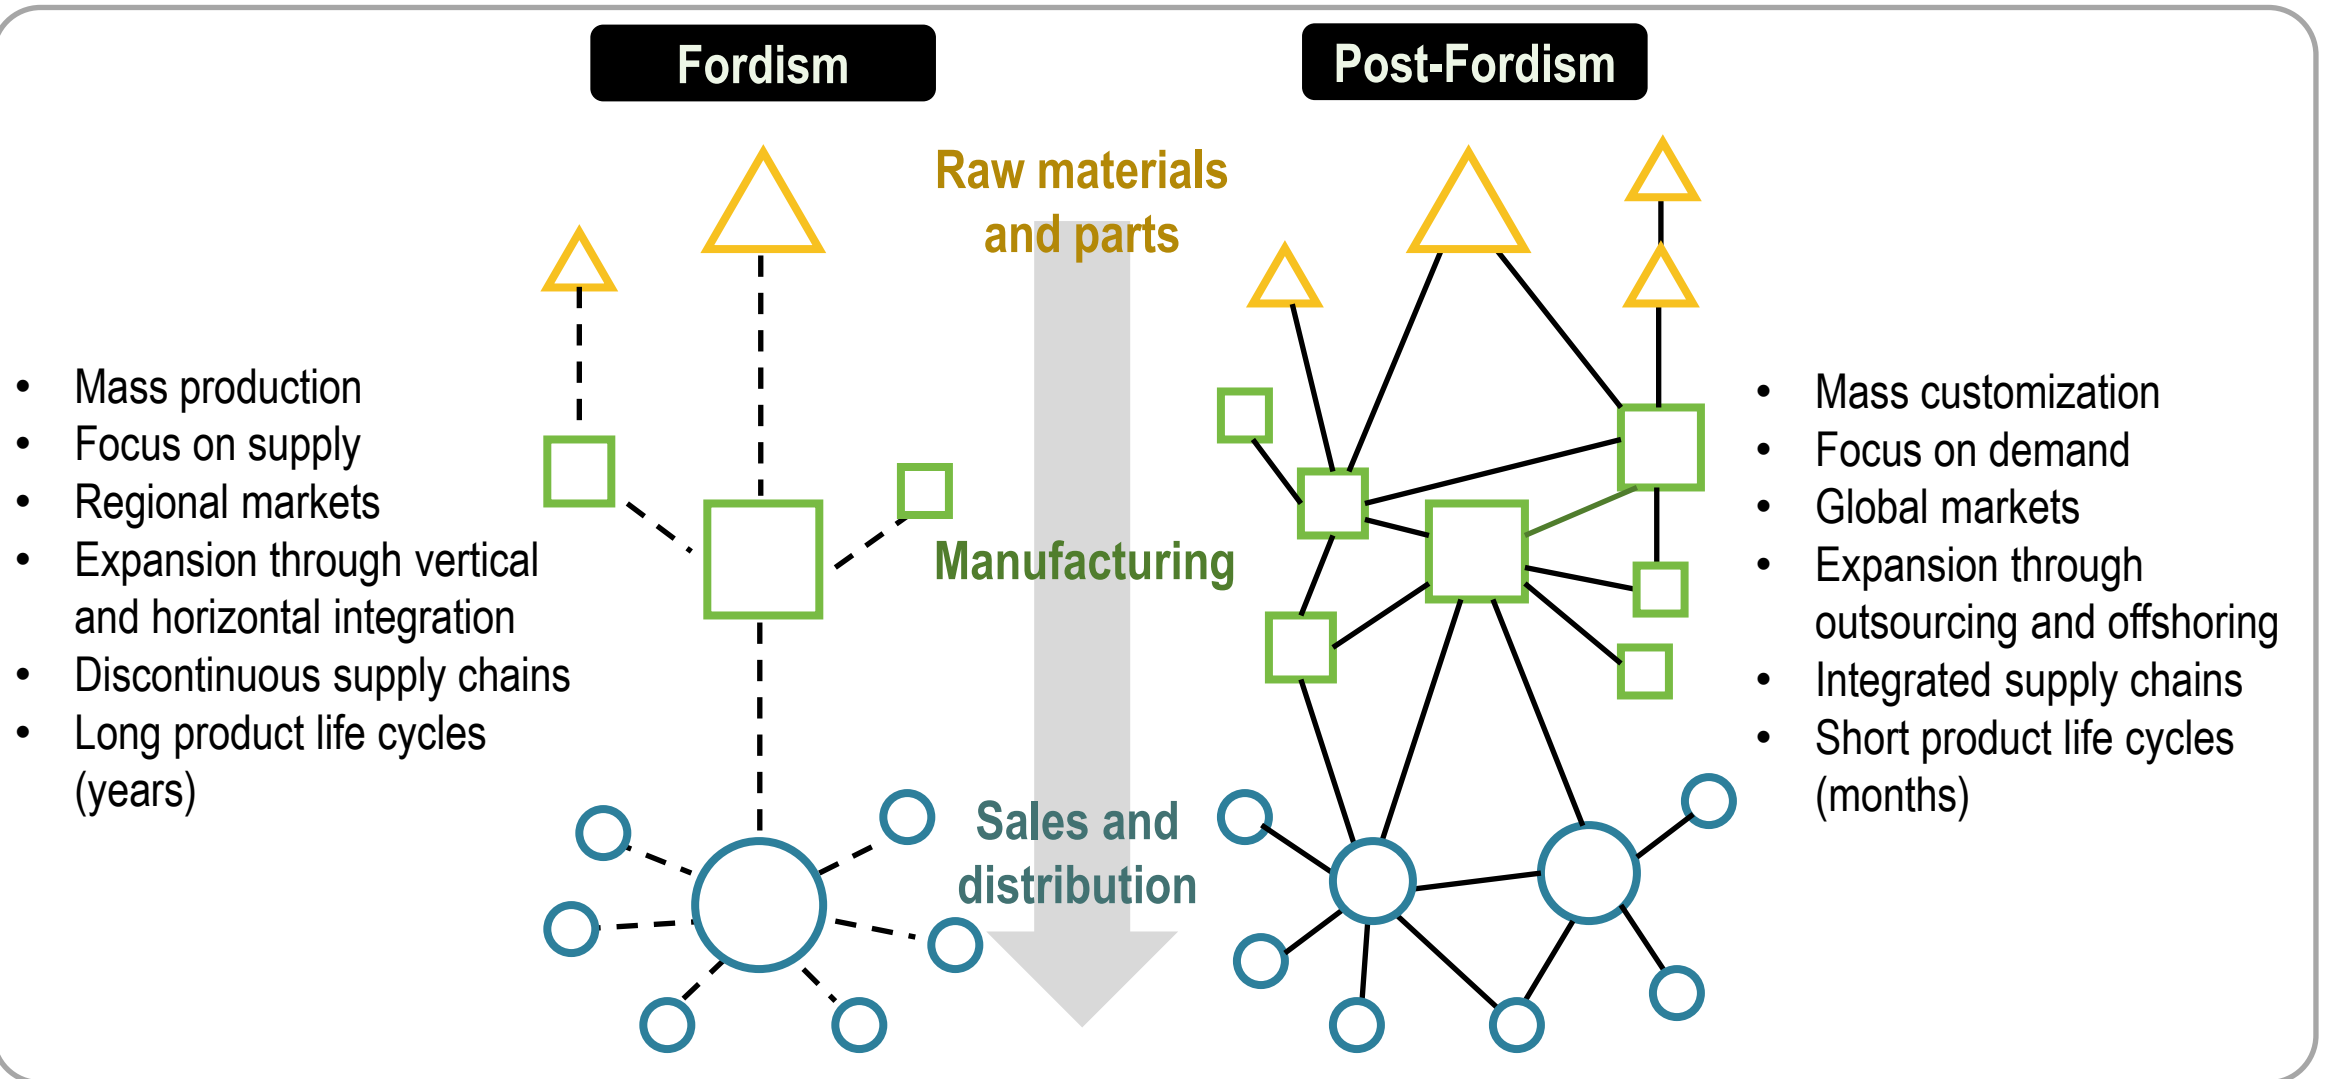 Fordism
Post-Fordism
Raw materials
and parts
Manufacturing
Sales and
distribution
• Mass production
• Focus on supply
• Regional markets
• Expansion through vertical
and horizontal integration
• Discontinuous supply chains
• Long product life cycles
(years)
• Mass customization
• Focus on demand
• Global markets
• Expansion through
outsourcing and offshoring
• Integrated supply chains
• Short product life cycles
(months)